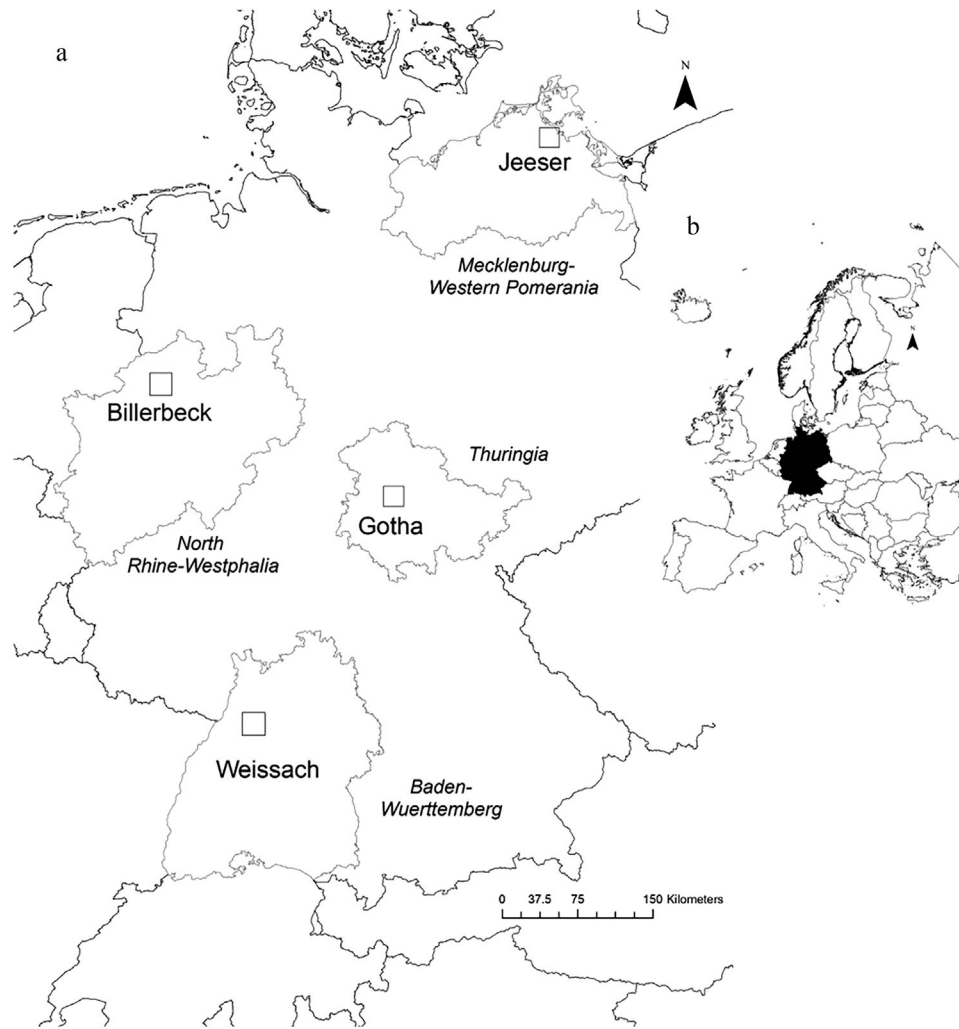 a
N
Jeeser
Mecklenburg-
Western Pomerania
b
N
Billerbeck
Thuringia
Gotha
North
Rhine-Westphalia
Weissach
Baden-
Wuerttemberg
0 37.5 75 150 Kilometers